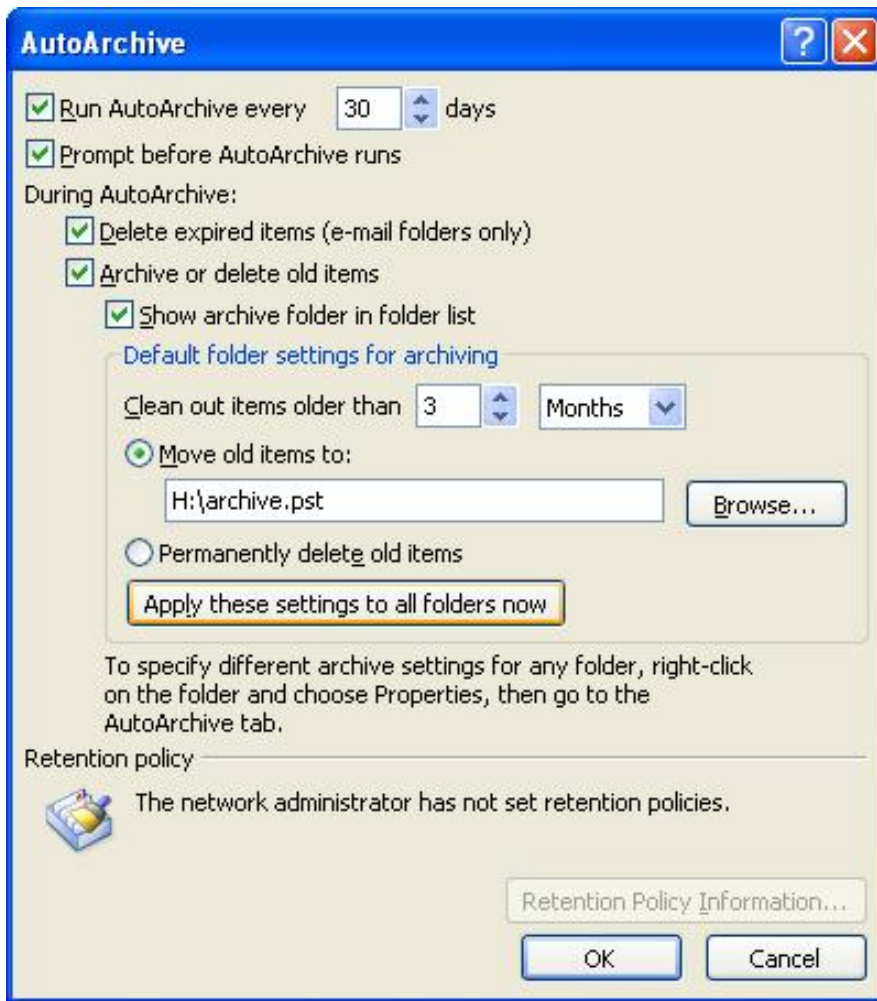 AutoArchive
Run AutoArchive every 30 days
Prompt before AutoArchive runs
During AutoArchive:
Delete expired items (e-mail folders only)
Archive or delete old items
Show archive folder in folder list
Default folder settings for archiving
Clean out items older than 3 Months
Move old items to:
H:\archive.pst Browse...
Permanently delete old items
Apply these settings to all folders now
To specify different archive settings for any folder, right-click
on the folder and choose Properties, then go to the
AutoArchive tab.
Retention policy
The network administrator has not set retention policies.
Retention Policy Information...
OK Cancel